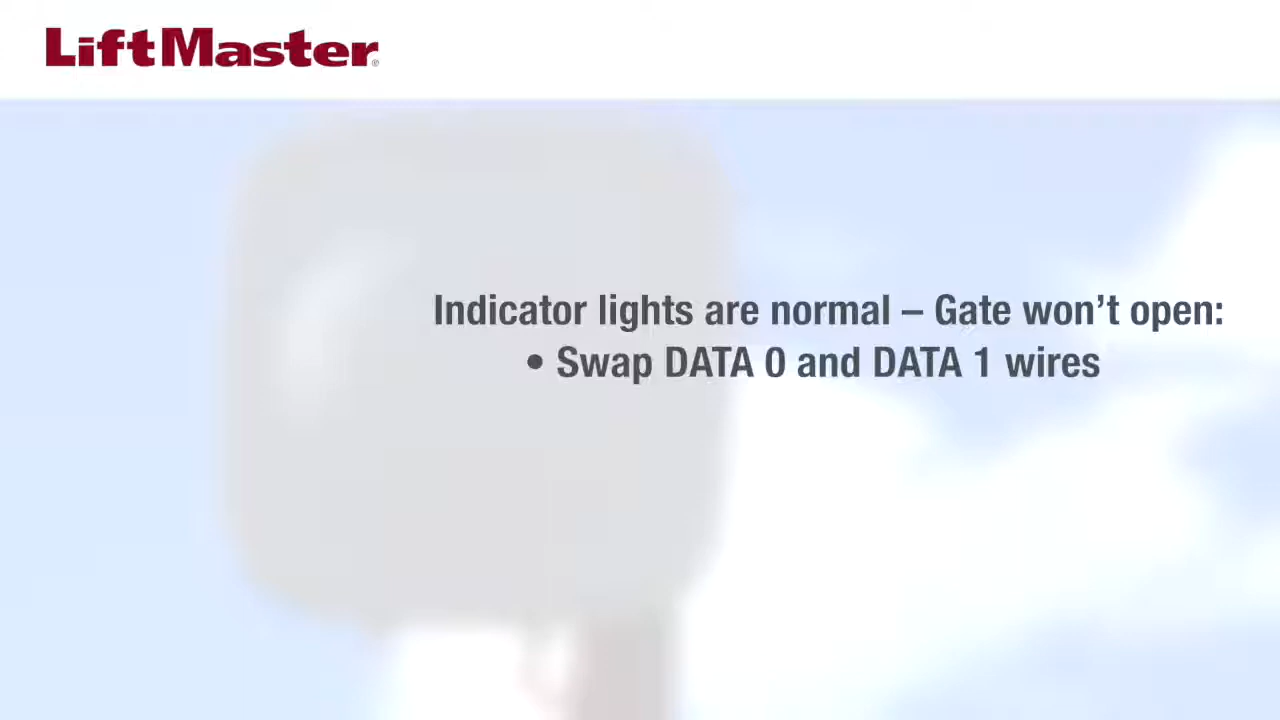 LiftMaster®
Indicator lights are normal – Gate won’t open:
• Swap DATA 0 and DATA 1 wires